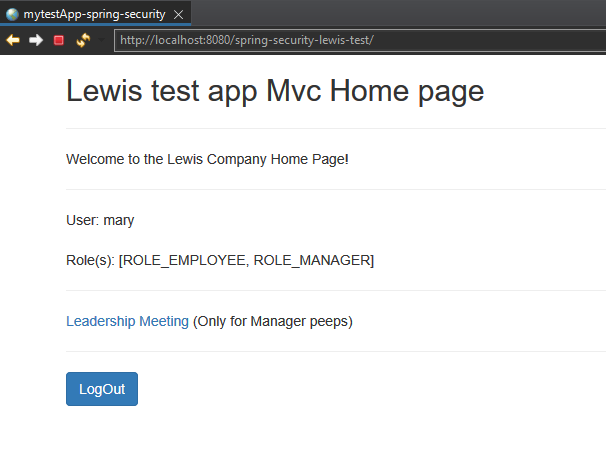 mytestApp-spring-security
http://localhost:8080/spring-security-lewis-test/
Lewis test app Mvc Home page
Welcome to the Lewis Company Home Page!
User: mary
Role(s): [ROLE_EMPLOYEE, ROLE_MANAGER]
Leadership Meeting (Only for Manager peeps)
LogOut